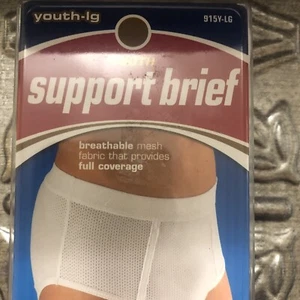 youth-lg
915Y-LG
support brief
breathable mesh
fabric that provides
full coverage